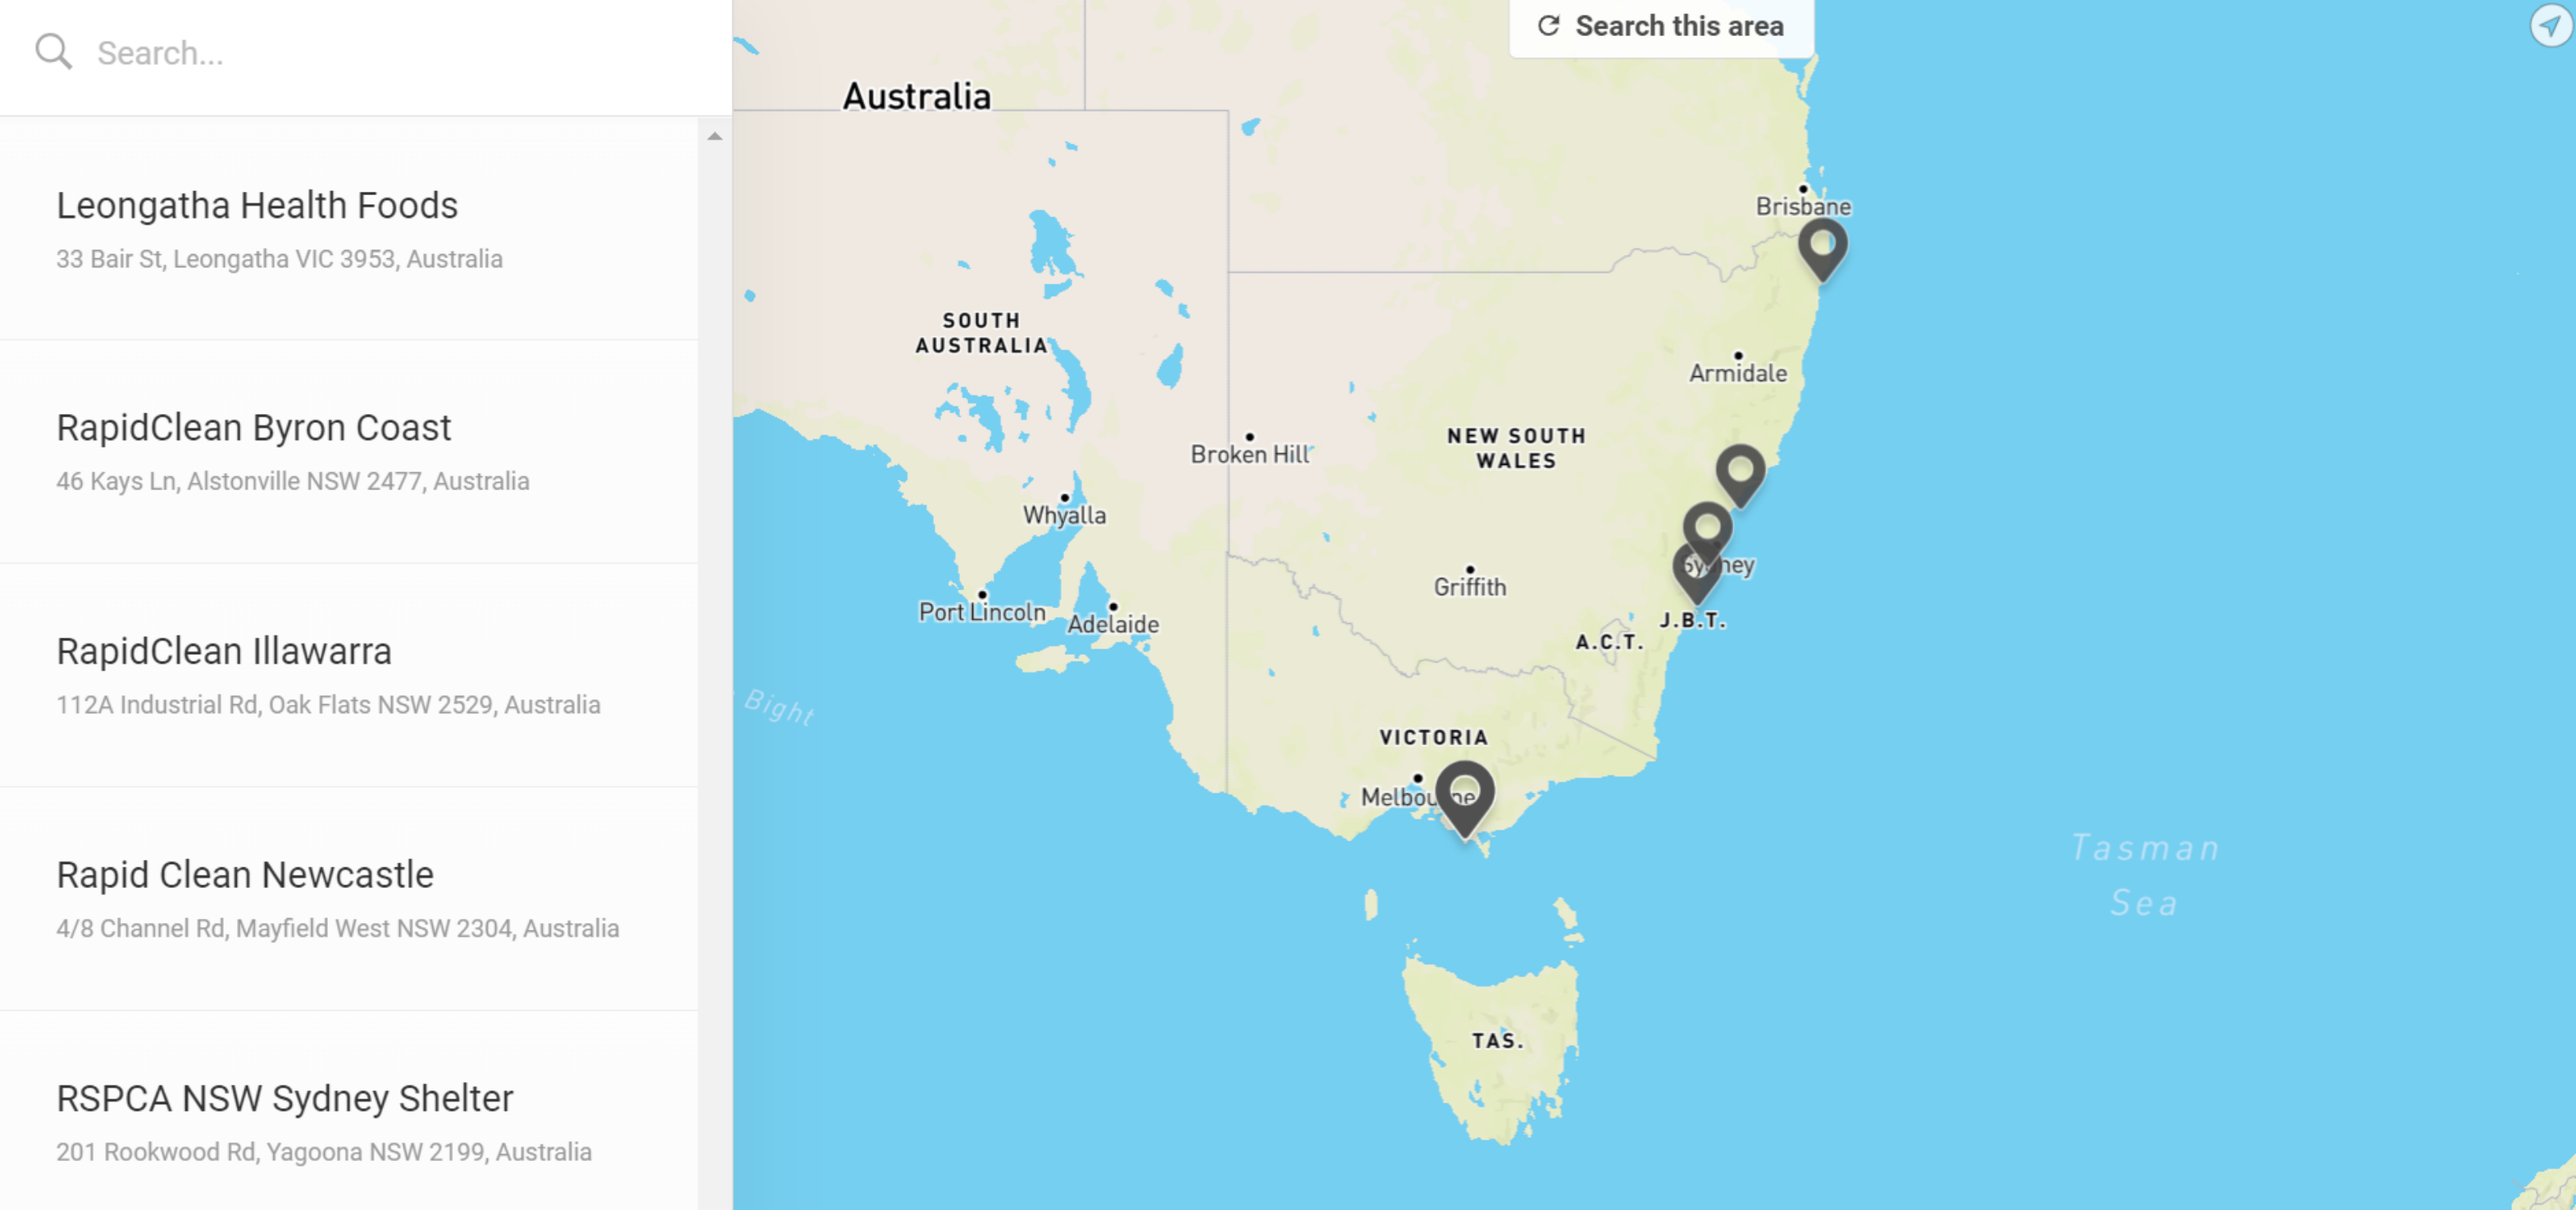 Search...
Leongatha Health Foods
33 Bair St, Leongatha VIC 3953, Australia
RapidClean Byron Coast
46 Kays Ln, Alstonville NSW 2477, Australia
RapidClean Illawarra
112A Industrial Rd, Oak Flats NSW 2529, Australia
Rapid Clean Newcastle
4/8 Channel Rd, Mayfield West NSW 2304, Australia
RSPCA NSW Sydney Shelter
201 Rookwood Rd, Yagoona NSW 2199, Australia
Search this area
Australia
Brisbane
SOUTH
AUSTRALIA
Armidale
NEW SOUTH
WALES
Broken Hill
Whyalla
Sydney
Griffith
Port Lincoln
Adelaide
J.B.T.
A.C.T.
Bight
VICTORIA
Melbourne
Tasman
Sea
TAS.